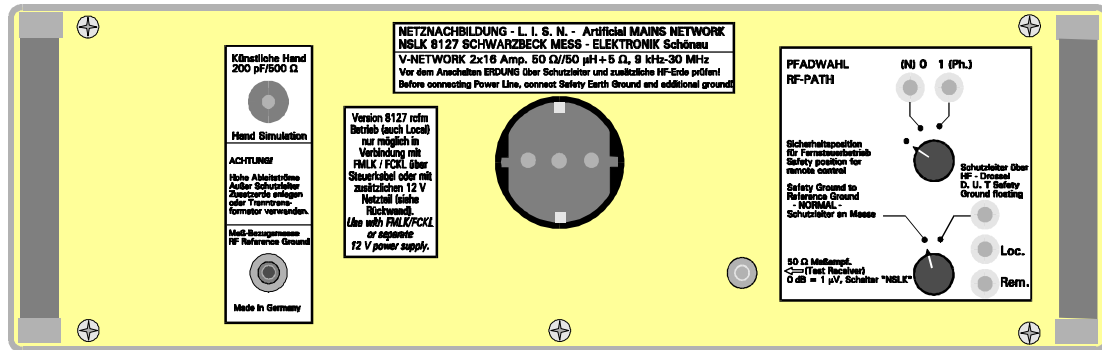 NETZNACHBILDUNG - L. I. S. N. - Artificial MAINS NETWORK
NSLK 8127 SCHWARZBECK MESS - ELEKTRONIK Schönau
V-NETWORK 2x16 Amp. 50 Ω//50 µH+5 Ω, 9 kHz-30 MHz
Vor dem Anschalten ERDUNG über Schutzleiter und zusätzliche HF-Erde prüfen!
Before connecting Power Line, connect Safety Earth Ground and additional ground!
Künstliche Hand
200 pF/500 Ω
Hand Simulation
ACHTUNG!
Hohe Ableitströme
Außer Schutzleiter
Zusatzerde anlegen
oder Trenntrans-
formator verwenden.
Meß-Bezugsmasse
RF Reference Ground
Made in Germany
Version 8127 rcfm
Betrieb (auch Local)
nur möglich in
Verbindung mit
FMLK / FCKL über
Steuerkabel oder mit
zusätzlichen 12 V
Netzteil (siehe
Rückwand).
Use with FMLK/FCKL
or separate
12 V power supply.
PFADWAHL
RF-PATH
(N) 0 1 (Ph.)
Sicherheitsposition
für Fernsteuerbetrieb
Safety position for
remote control
Schutzleiter über
HF - Drossel
D. U. T Safety
Ground floating
Safety Ground to
Reference Ground
- NORMAL -
Schutzleiter an Masse
Loc.
Rem.
50 Ω Meßempf.
(Test Receiver)
0 dB = 1 µV, Schalter "NSLK"